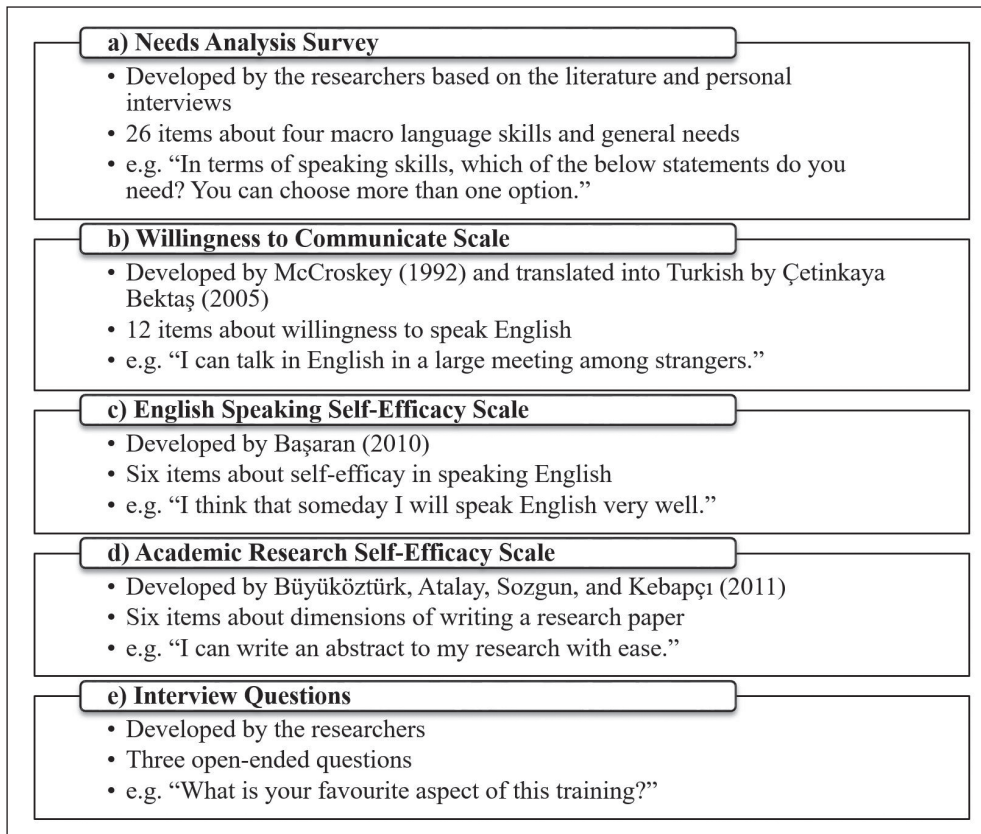 a) Needs Analysis Survey
• Developed by the researchers based on the literature and personal
interviews
• 26 items about four macro language skills and general needs
• e.g. “In terms of speaking skills, which of the below statements do you
need? You can choose more than one option.”
b) Willingness to Communicate Scale
• Developed by McCroskey (1992) and translated into Turkish by Çetinkaya
Bektaş (2005)
• 12 items about willingness to speak English
• e.g. “I can talk in English in a large meeting among strangers.”
c) English Speaking Self-Efficacy Scale
• Developed by Başaran (2010)
• Six items about self-efficay in speaking English
• e.g. “I think that someday I will speak English very well.”
d) Academic Research Self-Efficacy Scale
• Developed by Büyüköztürk, Atalay, Sozgun, and Kebapçı (2011)
• Six items about dimensions of writing a research paper
• e.g. “I can write an abstract to my research with ease.”
e) Interview Questions
• Developed by the researchers
• Three open-ended questions
• e.g. “What is your favourite aspect of this training?”